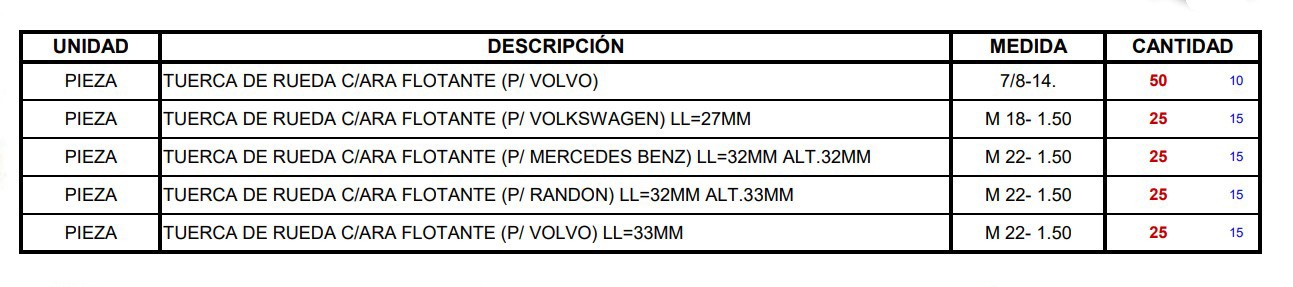 UNIDAD DESCRIPCIÓN MEDIDA CANTIDAD
PIEZA TUERCA DE RUEDA C/ARA FLOTANTE (P/ VOLVO) 7/8-14. 50 10
PIEZA TUERCA DE RUEDA C/ARA FLOTANTE (P/ VOLKSWAGEN) LL=27MM M 18- 1.50 25 15
PIEZA TUERCA DE RUEDA C/ARA FLOTANTE (P/ MERCEDES BENZ) LL=32MM ALT.32MM M 22- 1.50 25 15
PIEZA TUERCA DE RUEDA C/ARA FLOTANTE (P/ RANDON) LL=32MM ALT.33MM M 22- 1.50 25 15
PIEZA TUERCA DE RUEDA C/ARA FLOTANTE (P/ VOLVO) LL=33MM M 22- 1.50 25 15